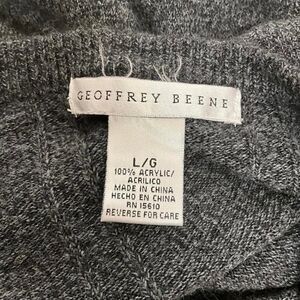 GEOFFREY BEENE
L/G
100% ACRYLIC/
ACRILICO
MADE IN CHINA
HECHO EN CHINA
RN 15610
REVERSE FOR CARE